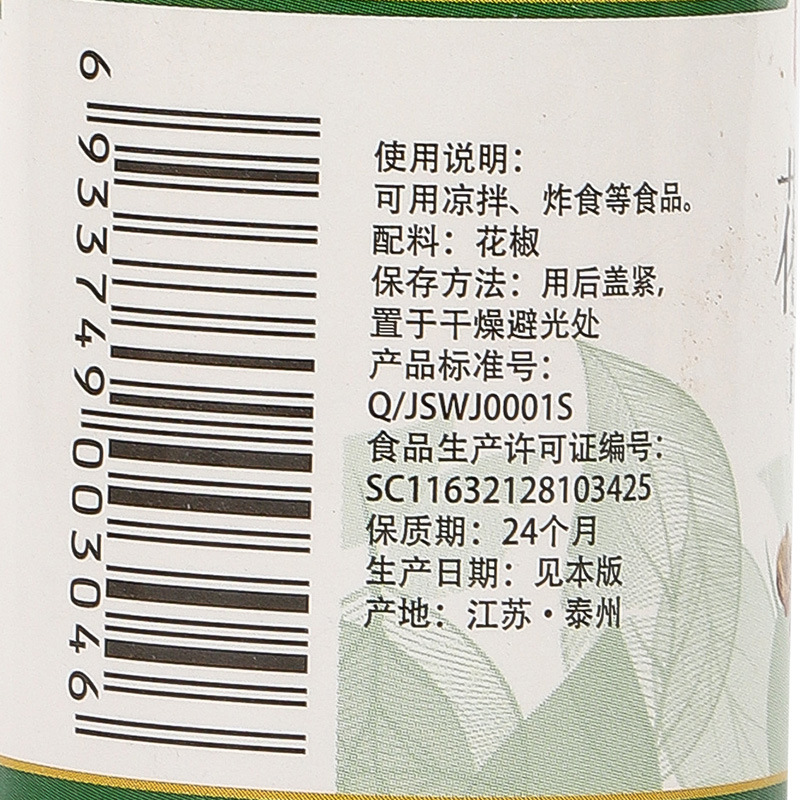 6 933749 003046
使用说明：
可用凉拌、炸食等食品。
配料：花椒
保存方法：用后盖紧,
置于干燥避光处
产品标准号：
Q/JSWJ0001S
食品生产许可证编号：
SC11632128103425
保质期：24个月
生产日期：见本版
产地：江苏·泰州